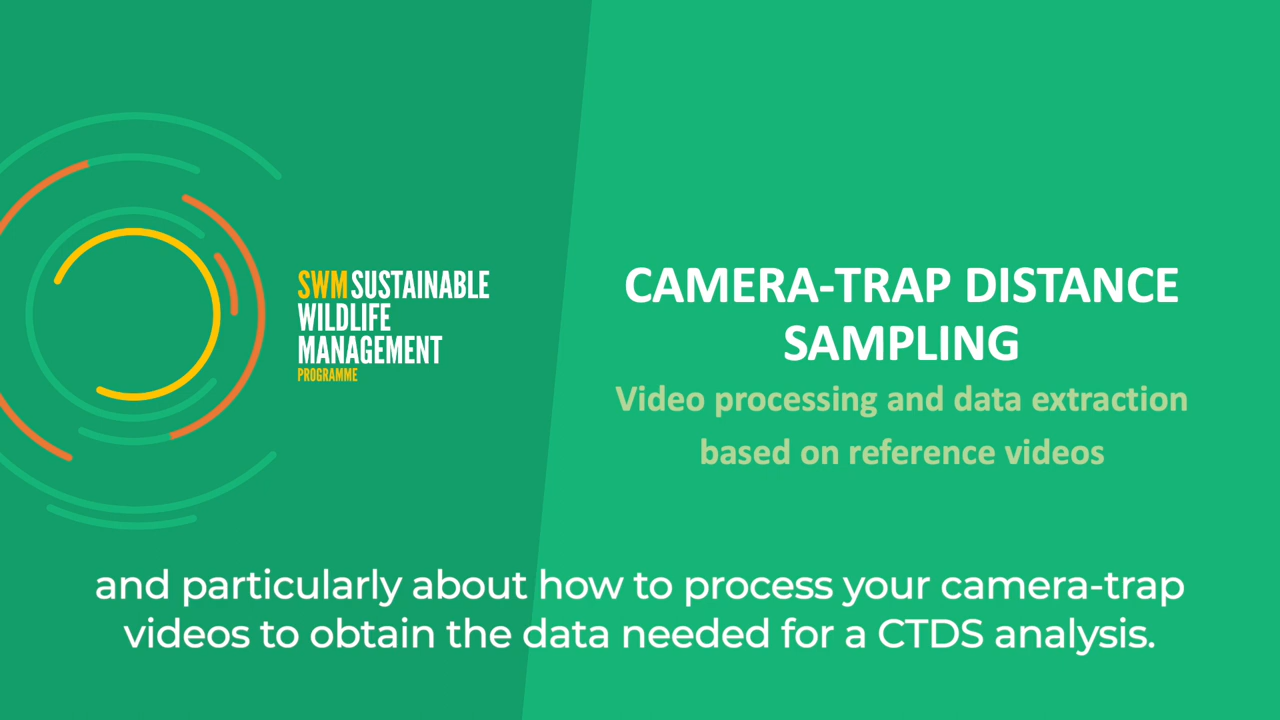 SWM SUSTAINABLE
WILDLIFE
MANAGEMENT
PROGRAMME
CAMERA-TRAP DISTANCE
SAMPLING
Video processing and data extraction
based on reference videos
and particularly about how to process your camera-trap
videos to obtain the data needed for a CTDS analysis.